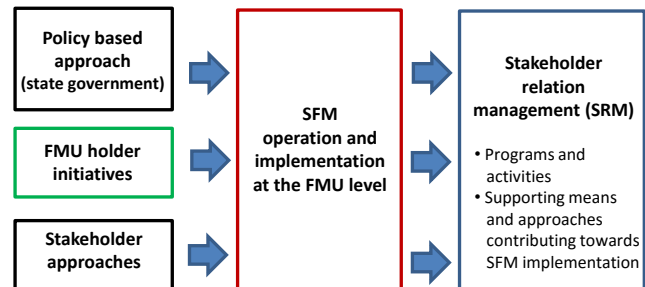 Policy based
approach
(state government)
FMU holder
initiatives
Stakeholder
approaches
SFM
operation and
implementation
at the FMU level
Stakeholder
relation
management (SRM)
• Programs and
activities
• Supporting means
and approaches
contributing towards
SFM implementation